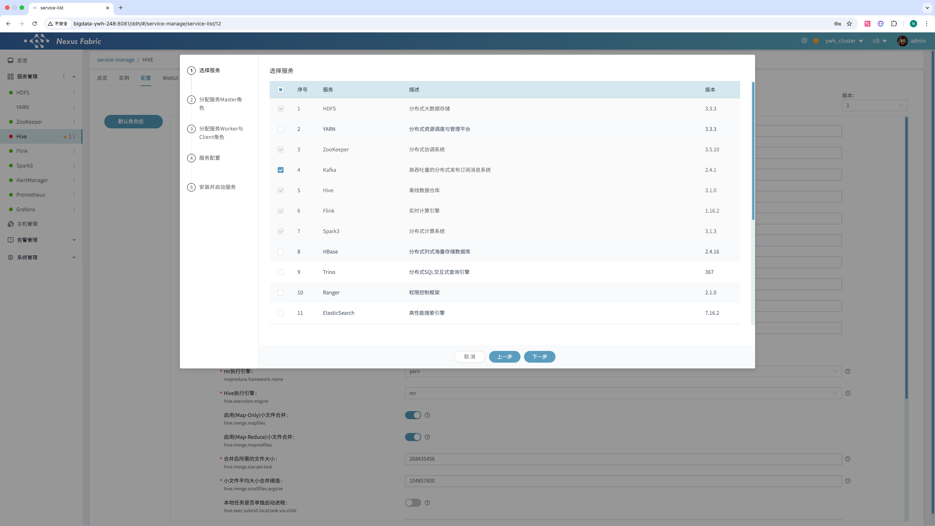 service-list
不安全 bigdata-ywh-248:8081/ddh/#/service-manage/service-list/12
Nexus Fabric
ywh_cluster
US
admin
总览
服务管理
HDFS
YARN
ZooKeeper
Hive
1
Flink
Spark3
AlertManager
Prometheus
Grafana
主机管理
告警管理
系统管理
service-manage / HIVE
总览 实例 配置 WebUI
默认角色组
版本:
1
1 选择服务
2 分配服务Master角色
3 分配服务Worker与Client角色
4 服务配置
5 安装并启动服务
选择服务
序号 服务 描述 版本
1 HDFS 分布式大数据存储 3.3.3
2 YARN 分布式资源调度与管理平台 3.3.3
3 ZooKeeper 分布式协调系统 3.5.10
4 Kafka 高吞吐量的分布式发布订阅消息系统 2.4.1
5 Hive 离线数据仓库 3.1.0
6 Flink 实时计算引擎 1.16.2
7 Spark3 分布式计算系统 3.1.3
8 HBase 分布式列式海量存储数据库 2.4.16
9 Trino 分布式SQL交互式查询引擎 367
10 Ranger 权限控制框架 2.1.0
11 ElasticSearch 高性能搜索引擎 7.16.2
取 消 上一步 下一步
* mr执行引擎: yarn
mapreduce.framework.name
* Hive执行引擎: mr
hive.execution.engine
启用(Map-Only)小文件合并:
hive.merge.mapfiles
启用(Map-Reduce)小文件合并:
hive.merge.mapredfiles
* 合并后所需的文件大小: 268435456
hive.merge.size.per.task
* 小文件平均大小合并阈值: 104857600
hive.merge.smallfiles.avgsize
本地任务是否单独启动进程:
hive.exec.submit.local.task.via.child